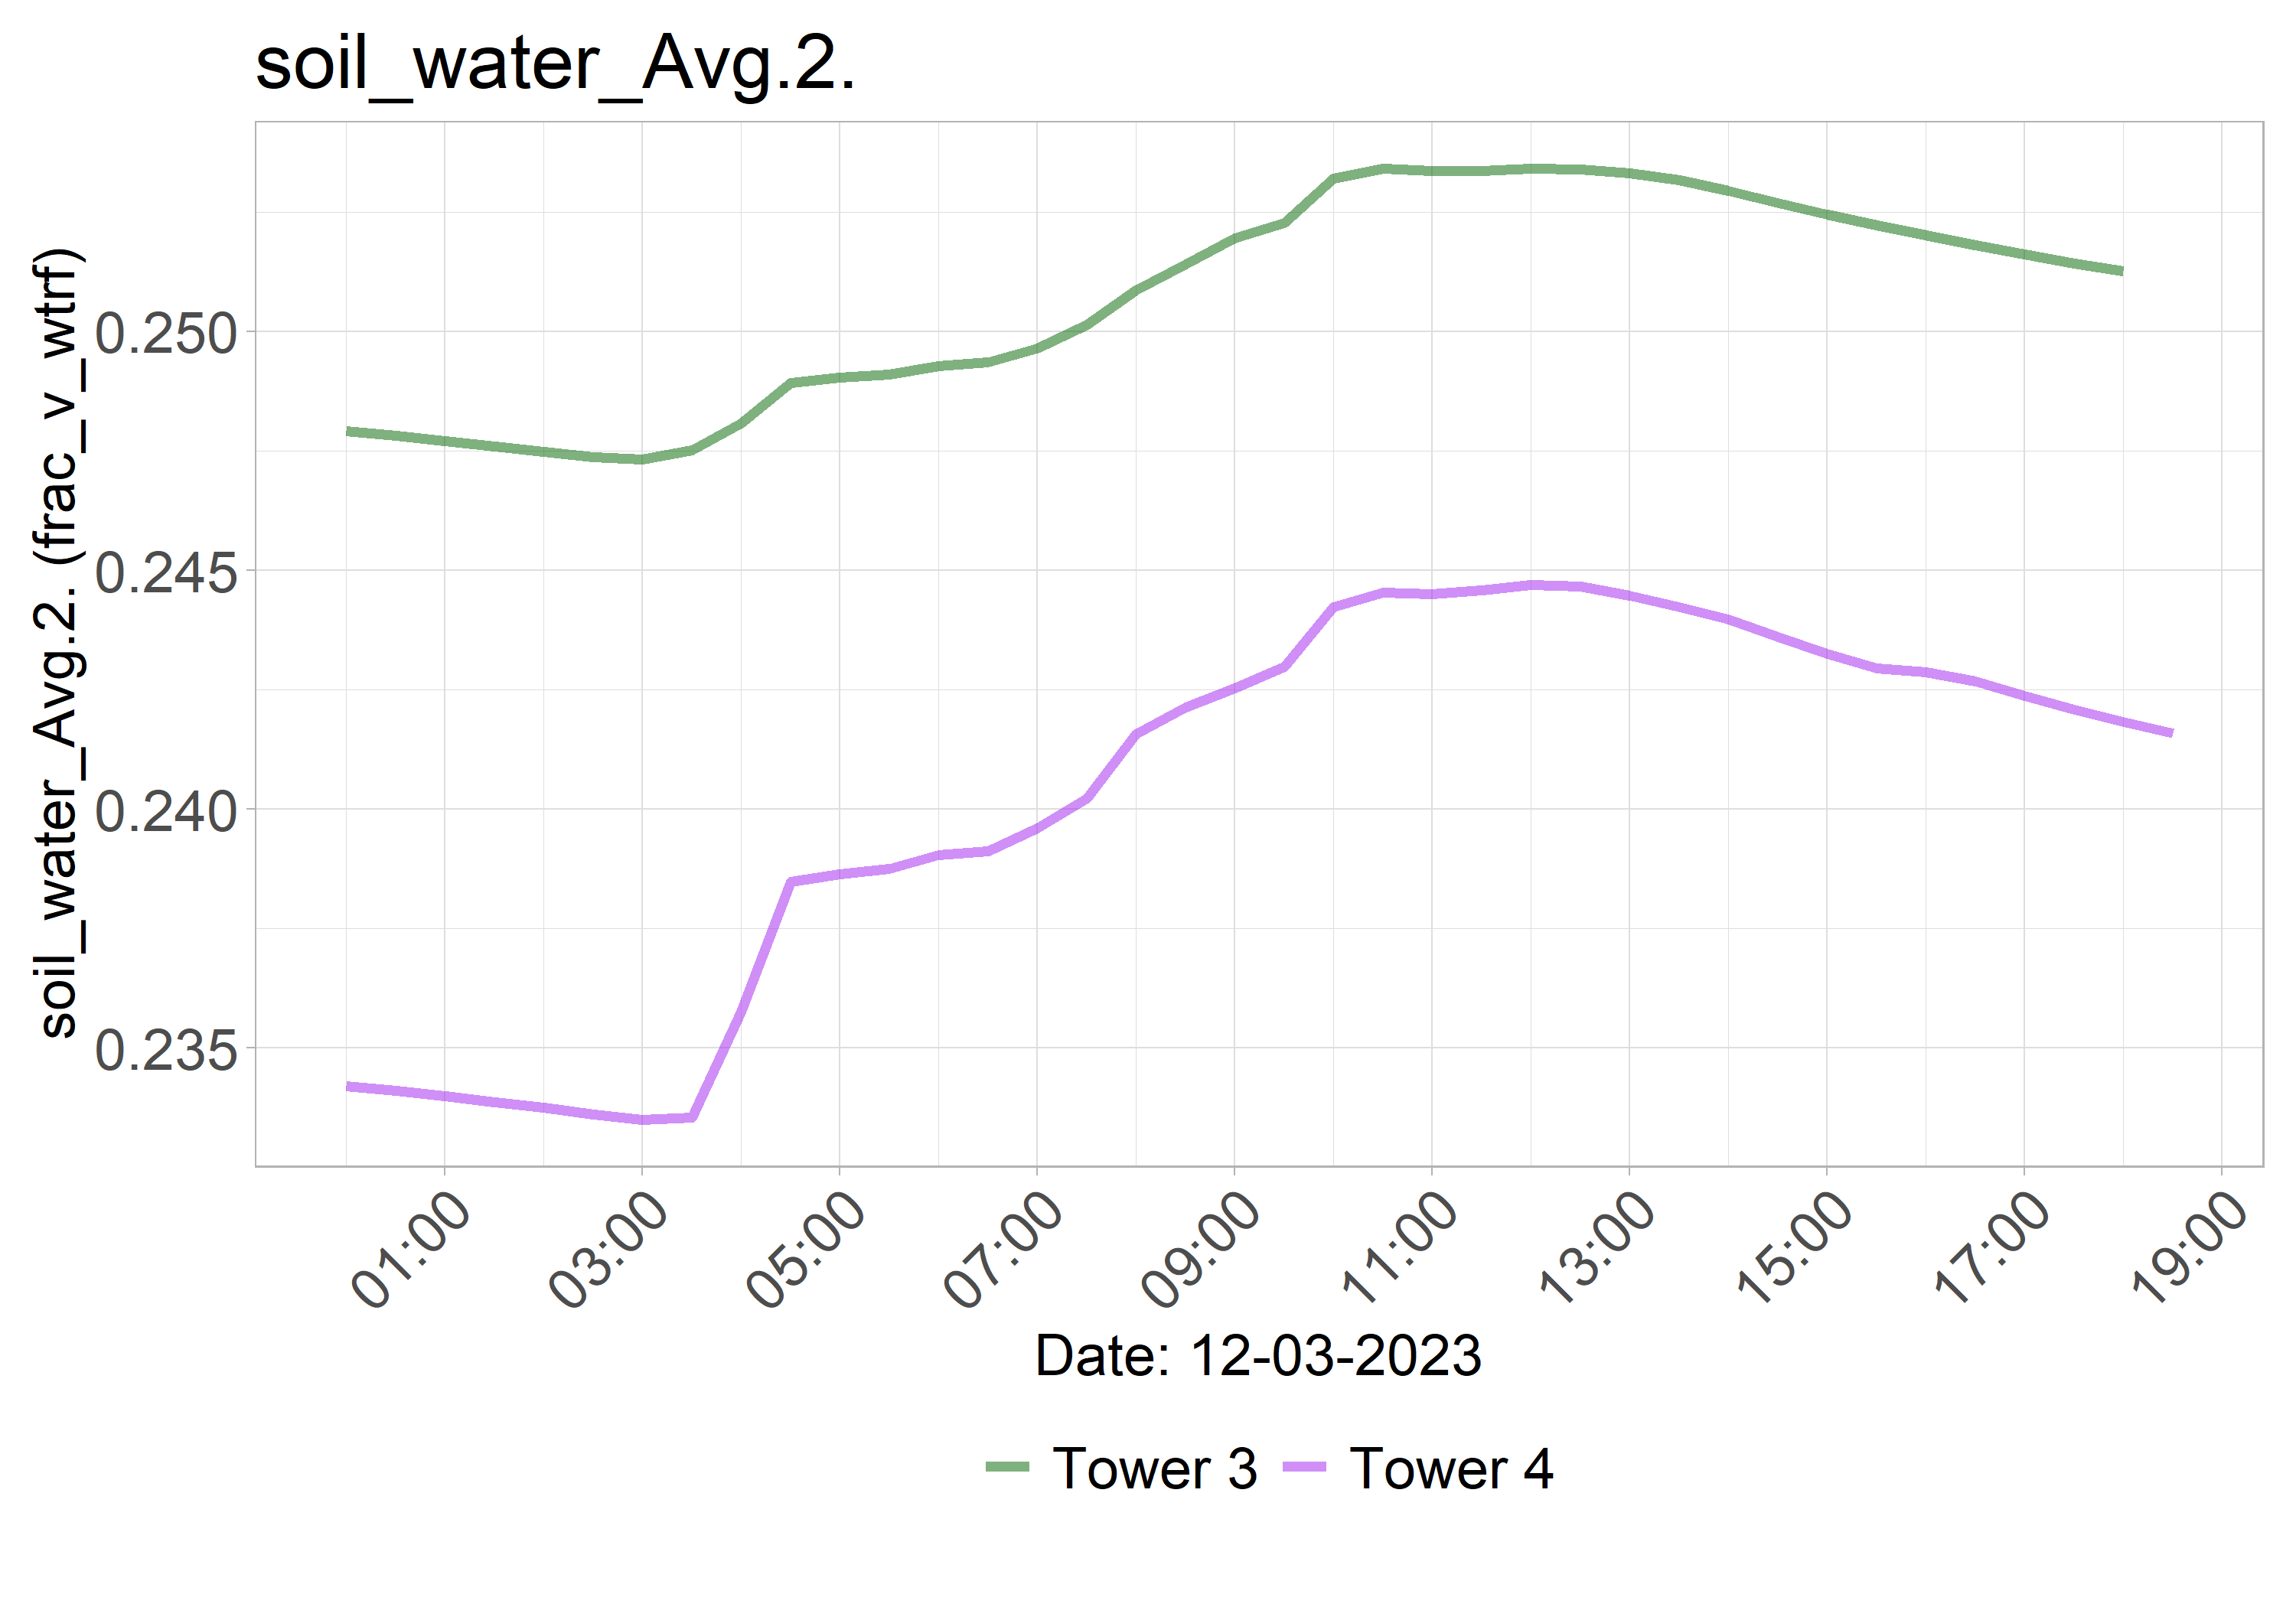 soil_water_Avg.2.
soil_water_Avg.2. (frac_v_wtrf)
0.250
0.245
0.240
0.235
01:00
03:00
05:00
07:00
09:00
11:00
13:00
15:00
17:00
19:00
Date: 12-03-2023
Tower 3
Tower 4